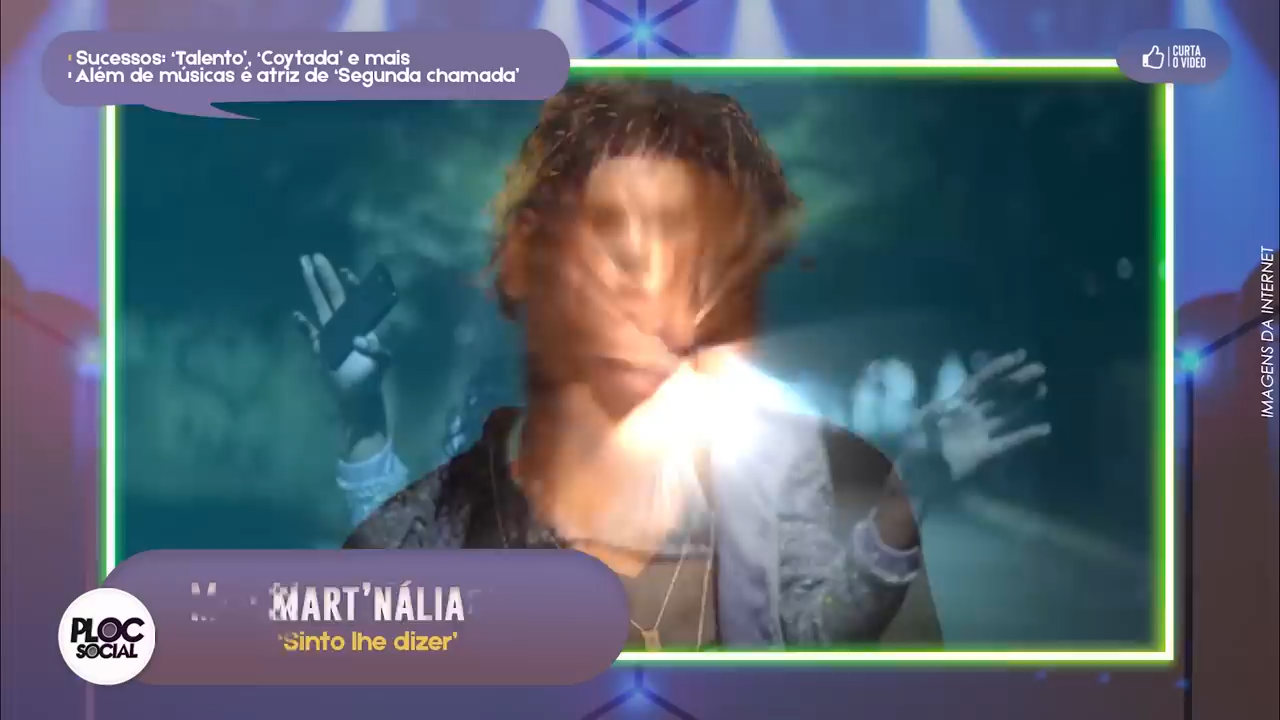 Sucessos: ‘Talento’, ‘Coytada’ e mais
Além de músicas é atriz de ‘Segunda chamada’
CURTA
O VIDEO
IMAGENS DA INTERNET
MART’NÁLIA
‘Sinto lhe dizer’
PLOC
SOCIAL